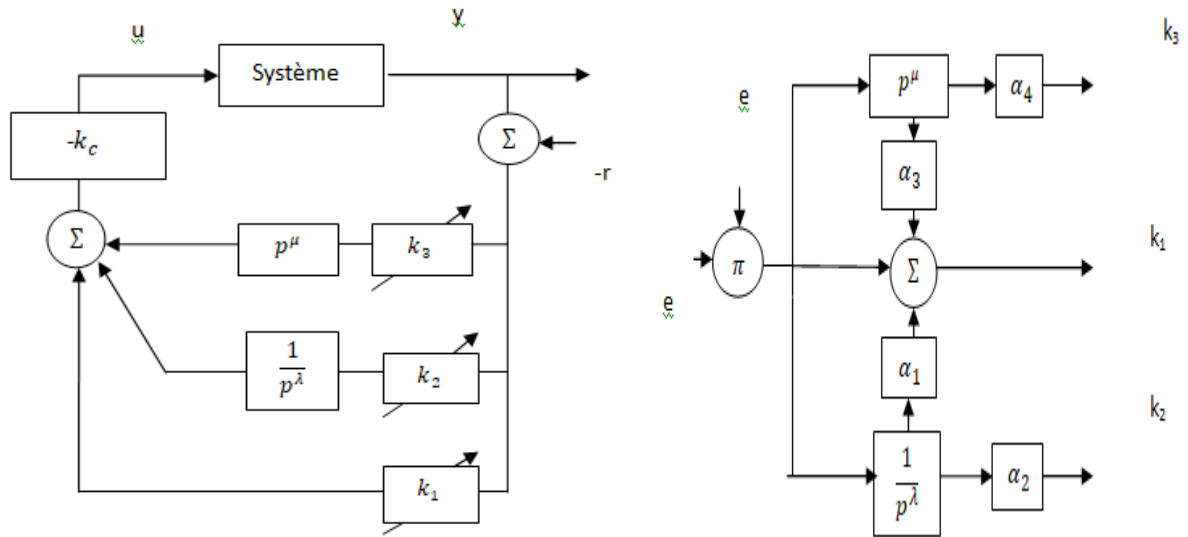 u
y
Système
-k_c
Σ
-r
Σ
p^μ
k_3
1/p^λ
k_2
k_1
k_3
e
p^μ
α_4
α_3
k_1
π
Σ
e
α_1
k_2
1/p^λ
α_2